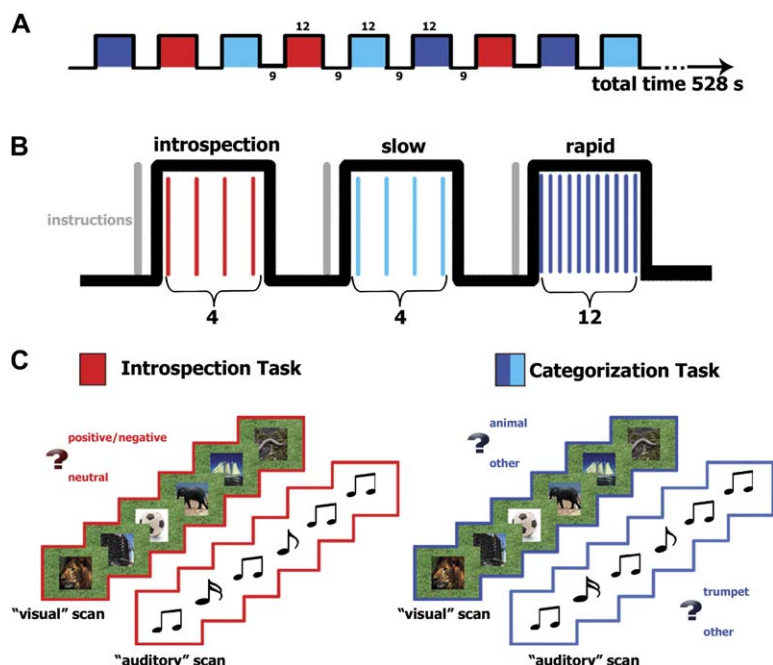 A
12 12 12
9 9 9 9
total time 528 s
B
introspection slow rapid
instructions
4 4 12
C
Introspection Task Categorization Task
? positive/negative
neutral
? animal
other
"visual" scan
"auditory" scan
"visual" scan
? trumpet
other
"auditory" scan